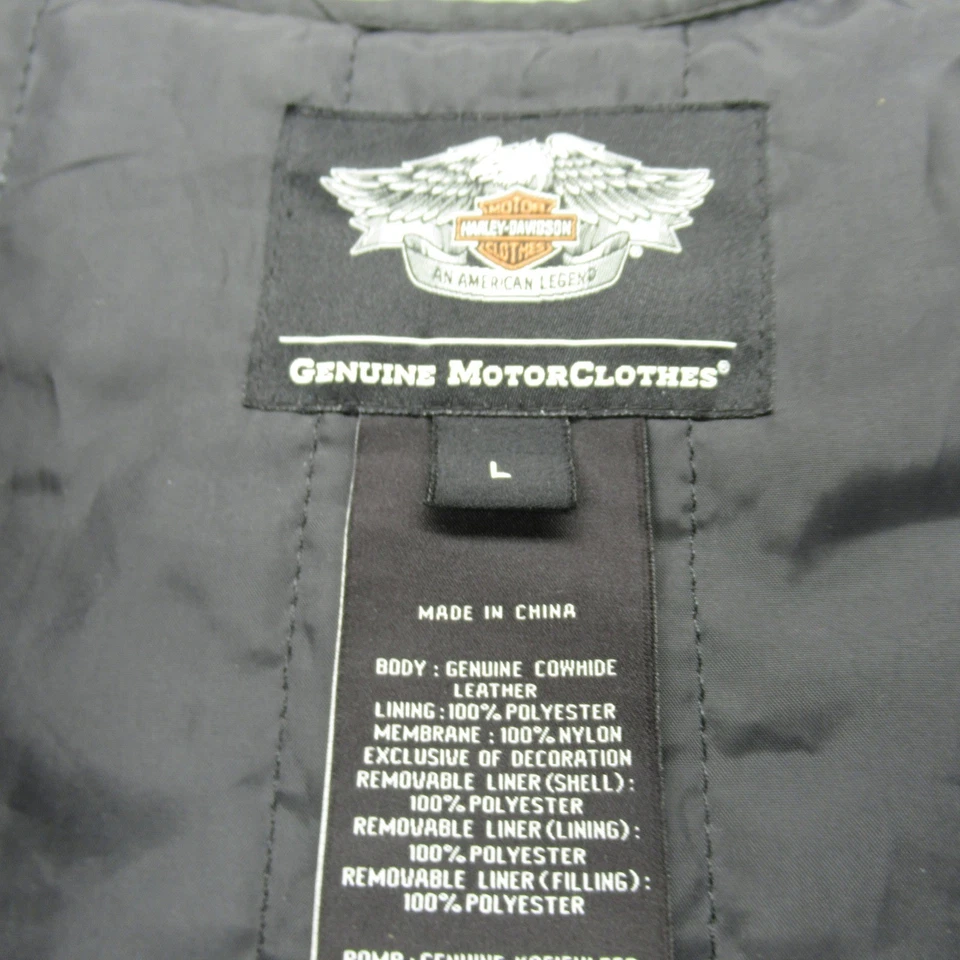 MOTOR
HARLEY-DAVIDSON
CLOTHES
®
AN AMERICAN LEGEND
GENUINE MOTORCLOTHES®
L
MADE IN CHINA
BODY : GENUINE COWHIDE
LEATHER
LINING : 100% POLYESTER
MEMBRANE : 100% NYLON
EXCLUSIVE OF DECORATION
REMOVABLE LINER (SHELL) :
100% POLYESTER
REMOVABLE LINER (LINING) :
100% POLYESTER
REMOVABLE LINER (FILLING) :
100% POLYESTER